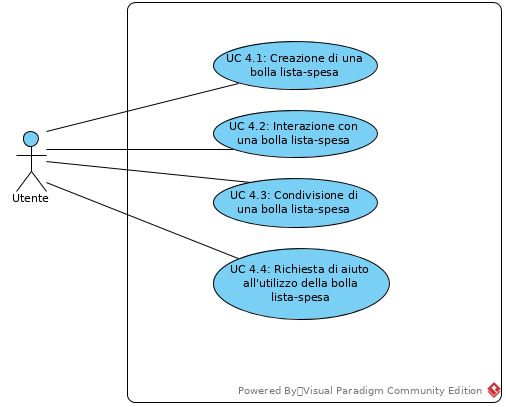 UC 4.1: Creazione di una
bolla lista-spesa
UC 4.2: Interazione con
una bolla lista-spesa
Utente
UC 4.3: Condivisione di
una bolla lista-spesa
UC 4.4: Richiesta di aiuto
all'utilizzo della bolla
lista-spesa
Powered By Visual Paradigm Community Edition